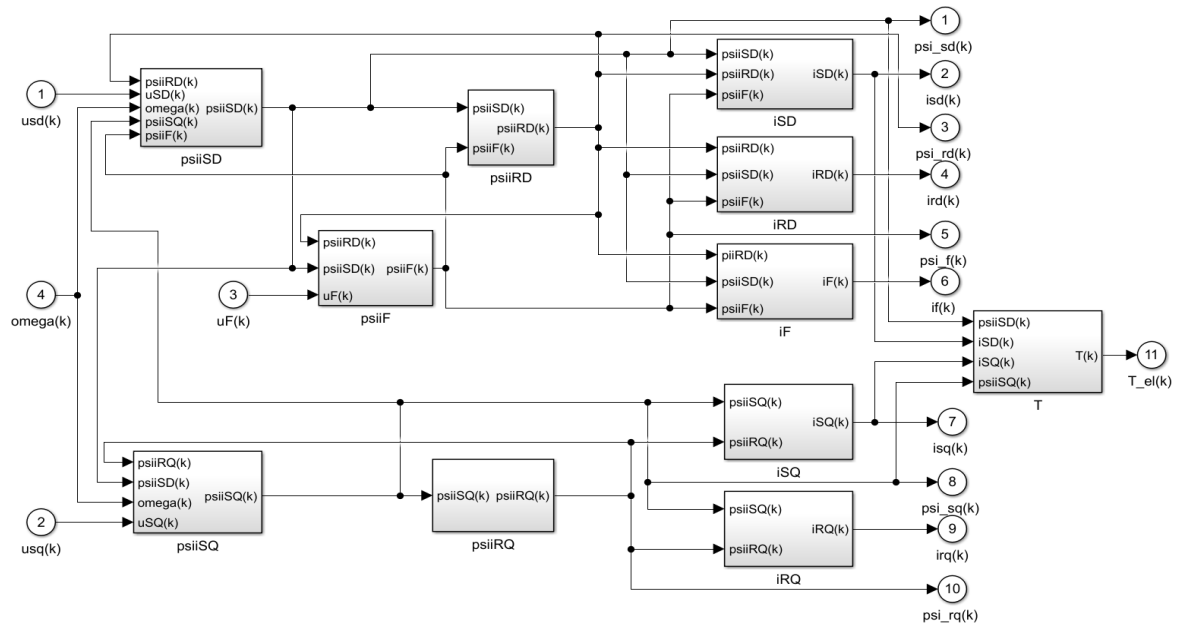 1
usd(k)
psiiRD(k)
uSD(k)
omega(k)
psiiSQ(k)
psiiF(k)
psiiSD(k)
psiiSD
psiiSD(k)
psiiF(k)
psiiRD(k)
psiiRD
psiiSD(k)
psiiRD(k)
psiiF(k)
iSD(k)
iSD
1
psi_sd(k)
2
isd(k)
3
psi_rd(k)
psiiRD(k)
psiiSD(k)
psiiF(k)
iRD(k)
iRD
4
ird(k)
5
psi_f(k)
4
omega(k)
3
uF(k)
psiiRD(k)
psiiSD(k)
uF(k)
psiiF(k)
psiiF
piiRD(k)
psiiSD(k)
psiiF(k)
iF(k)
iF
6
if(k)
psiiSD(k)
iSD(k)
iSQ(k)
psiiSQ(k)
T(k)
T
11
T_el(k)
psiiSQ(k)
psiiRQ(k)
iSQ(k)
iSQ
7
isq(k)
8
psi_sq(k)
2
usq(k)
psiiRQ(k)
psiiSD(k)
omega(k)
uSQ(k)
psiiSQ(k)
psiiSQ
psiiSQ(k)
psiiRQ(k)
psiiRQ
psiiSQ(k)
psiiRQ(k)
iRQ(k)
iRQ
9
irq(k)
10
psi_rq(k)